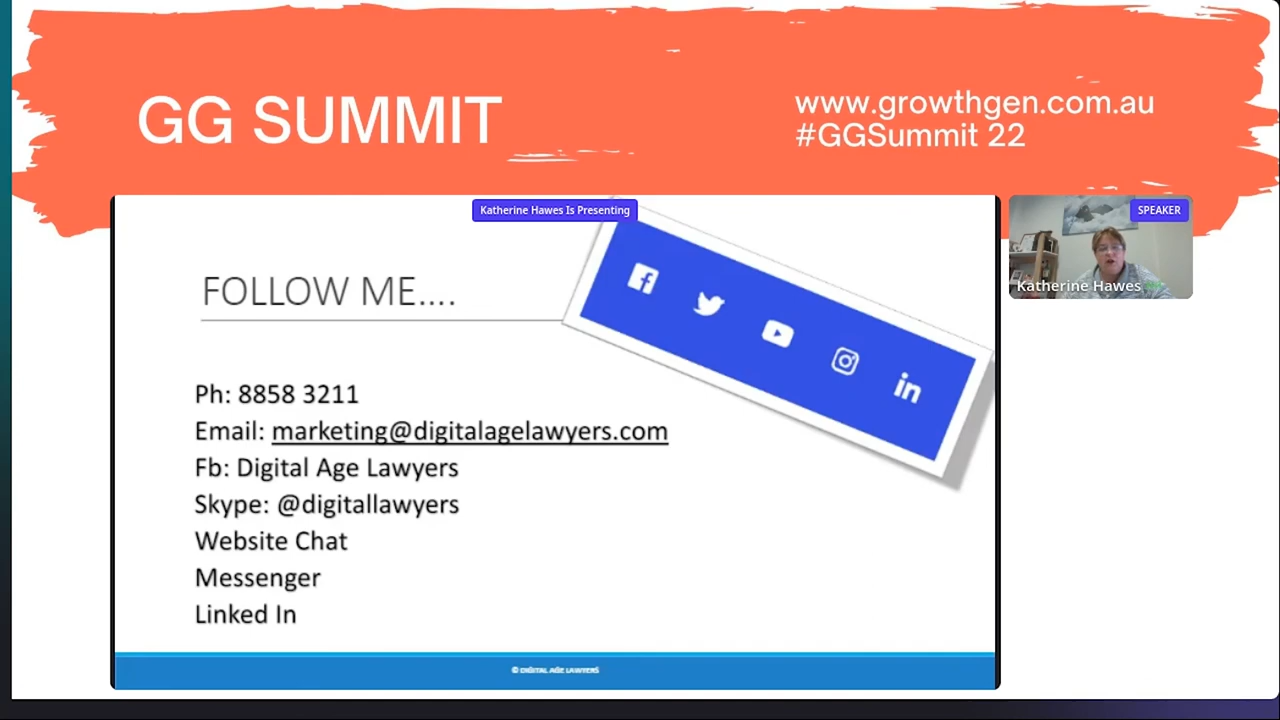 GG SUMMIT
www.growthgen.com.au
#GGSummit 22
Katherine Hawes Is Presenting
SPEAKER
Katherine Hawes
FOLLOW ME....
Ph: 8858 3211
Email: marketing@digitalagelawyers.com
Fb: Digital Age Lawyers
Skype: @digitallawyers
Website Chat
Messenger
Linked In
© DIGITAL AGE LAWYERS